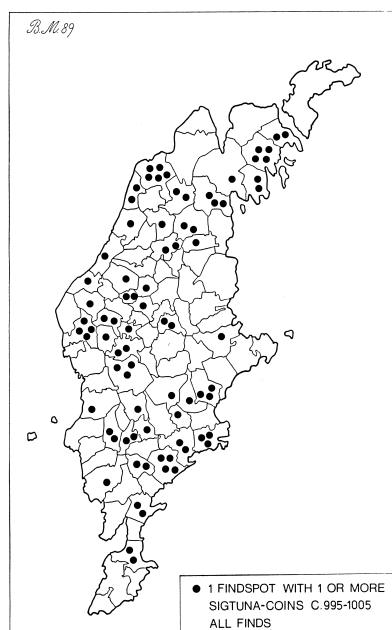 B.M. 89
1 FINDSPOT WITH 1 OR MORE
SIGTUNA-COINS C.995-1005
ALL FINDS